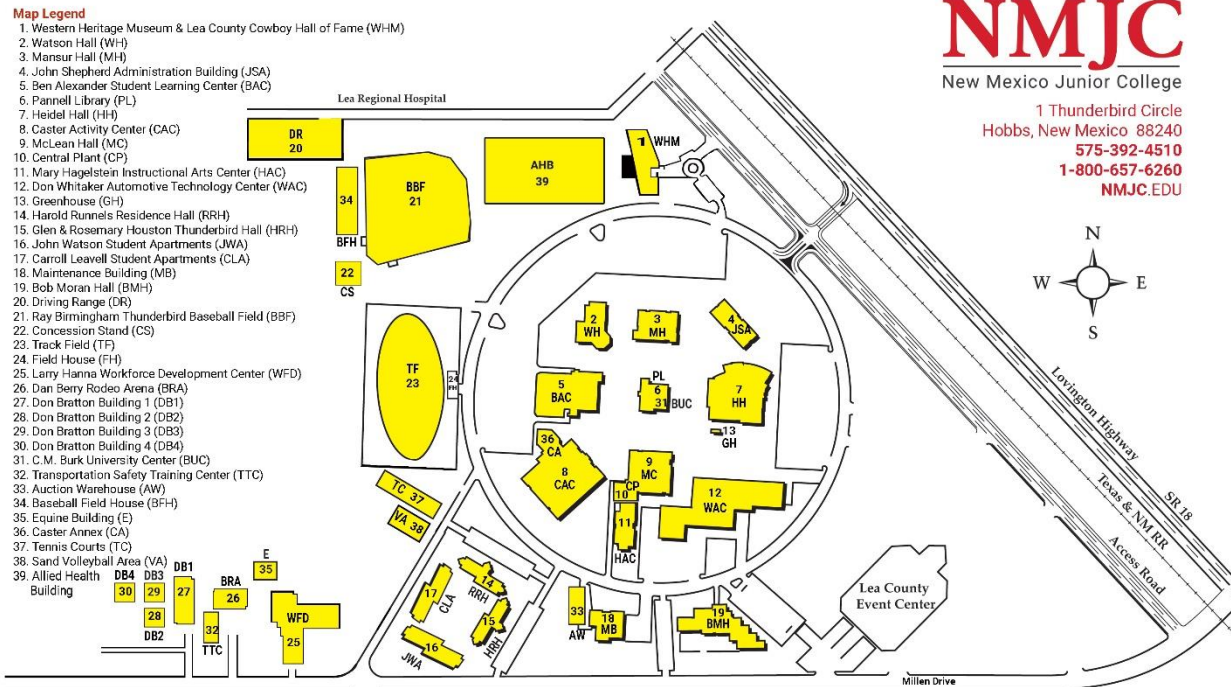 Map Legend
1. Western Heritage Museum & Lea County Cowboy Hall of Fame (WHM)
2. Watson Hall (WH)
3. Mansur Hall (MH)
4. John Shepherd Administration Building (JSA)
5. Ben Alexander Student Learning Center (BAC)
6. Pannell Library (PL)
7. Heidel Hall (HH)
8. Caster Activity Center (CAC)
9. McLean Hall (MC)
10. Central Plant (CP)
11. Mary Hagelstein Instructional Arts Center (HAC)
12. Don Whitaker Automotive Technology Center (WAC)
13. Greenhouse (GH)
14. Harold Runnels Residence Hall (RRH)
15. Glen & Rosemary Houston Thunderbird Hall (HRH)
16. John Watson Student Apartments (JWA)
17. Carroll Leavell Student Apartments (CLA)
18. Maintenance Building (MB)
19. Bob Moran Hall (BMH)
20. Driving Range (DR)
21. Ray Birmingham Thunderbird Baseball Field (BBF)
22. Concession Stand (CS)
23. Track Field (TF)
24. Field House (FH)
25. Larry Hanna Workforce Development Center (WFD)
26. Dan Berry Rodeo Arena (BRA)
27. Don Bratton Building 1 (DB1)
28. Don Bratton Building 2 (DB2)
29. Don Bratton Building 3 (DB3)
30. Don Bratton Building 4 (DB4)
31. C.M. Burk University Center (BUC)
32. Transportation Safety Training Center (TTC)
33. Auction Warehouse (AW)
34. Baseball Field House (BFH)
35. Equine Building (E)
36. Caster Annex (CA)
37. Tennis Courts (TC)
38. Sand Volleyball Area (VA)
39. Allied Health
Building
NMJC
New Mexico Junior College
1 Thunderbird Circle
Hobbs, New Mexico 88240
575-392-4510
1-800-657-6260
NMJC.EDU
N
W
E
S
Lea Regional Hospital
DR
20
34
BFH
BBF
21
AHB
39
1
WHM
22
CS
TF
23
24
FH
2
WH
3
MH
4
JSA
5
BAC
PL
6
31 BUC
7
HH
13
GH
36
CA
8
CAC
9
MC
CP
10
11
HAC
12
WAC
TC 37
VA 38
14
RRH
15
HRH
17
CLA
16
JWA
33
AW
18
MB
19
BMH
Lea County
Event Center
DB4
30
DB3
29
28
DB2
DB1
27
BRA
26
E
35
32
TTC
WFD
25
Lovington Highway
SR 18
Texas & NM RR
Access Road
Millen Drive